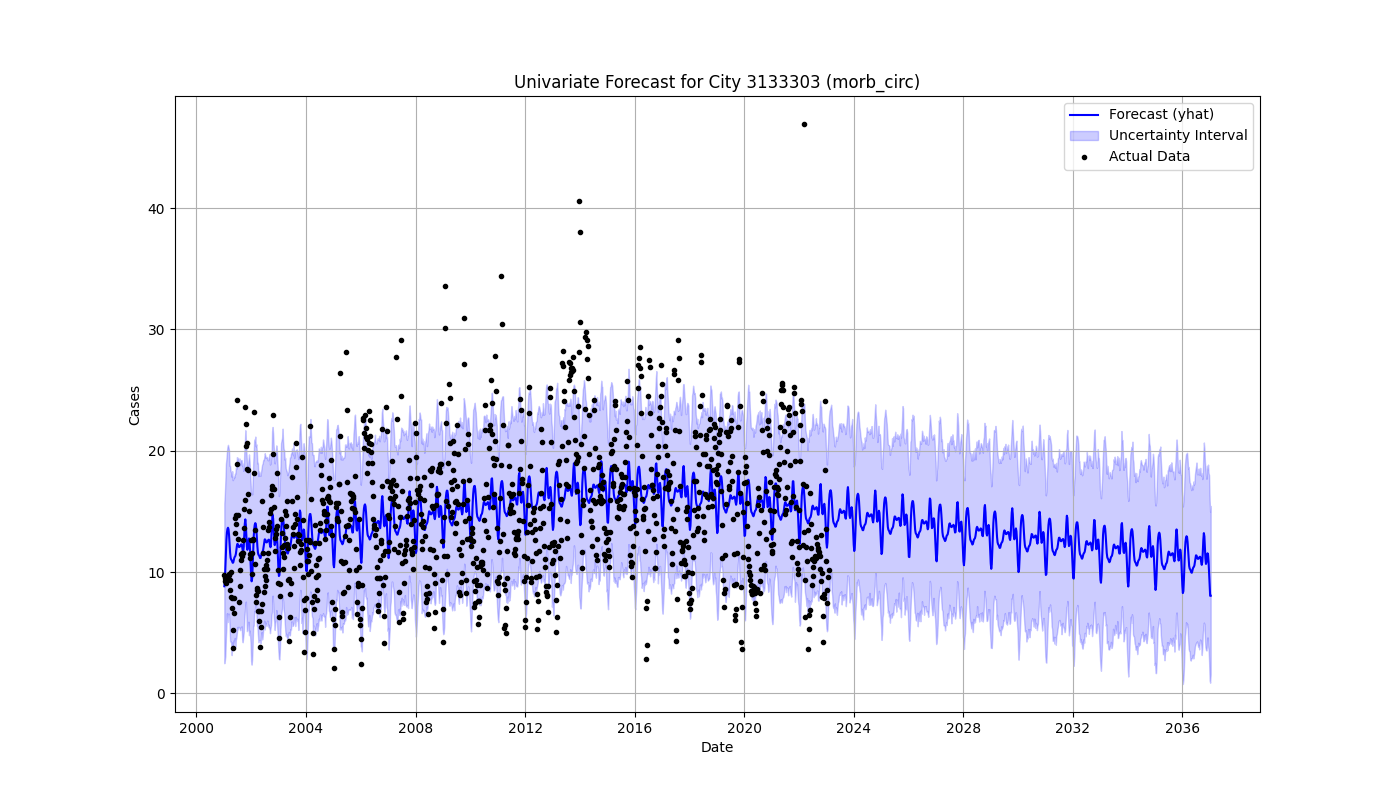 Univariate Forecast for City 3133303 (morb_circ)
Forecast (yhat)
Uncertainty Interval
Actual Data
Cases
40
30
20
10
0
2000 2004 2008 2012 2016 2020 2024 2028 2032 2036
Date